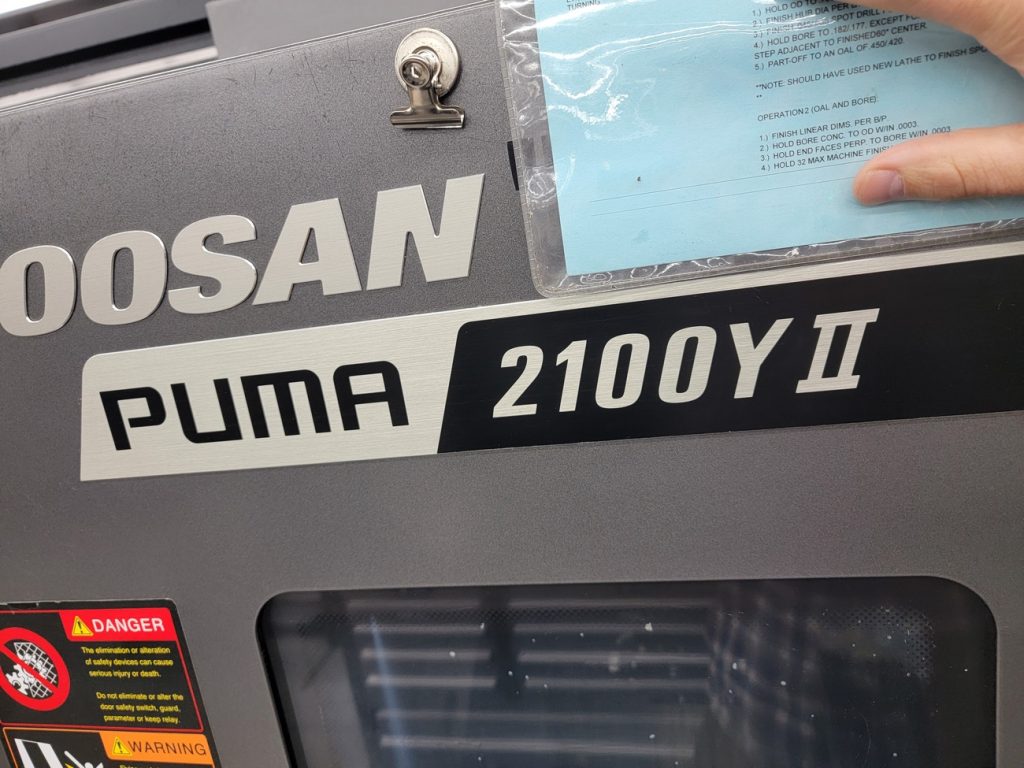 TURNING
1.) HOLD OD TO
2.) FINISH HUB DIA PER
SPOT DRILL
4.) HOLD BORE TO .182/.177, EXCEPT FOR
STEP ADJACENT TO FINISHED60° CENTER
5.) PART-OFF TO AN OAL OF .450/.420.
**NOTE: SHOULD HAVE USED NEW LATHE TO FINISH SPO
**
OPERATION 2 (OAL AND BORE):
1.) FINISH LINEAR DIMS. PER B/P
2.) HOLD BORE CONC. TO OD W/IN .0003.
3.) HOLD END FACES PERP. TO BORE W/IN .0003
4.) HOLD 32 MAX MACHINE FINISH
OOSAN
PUMA 2100Y II
DANGER
The elimination or alteration
of safety devices can cause
serious injury or death.
Do not eliminate or alter the
door safety switch, guard,
parameter or keep relay.
WARNING